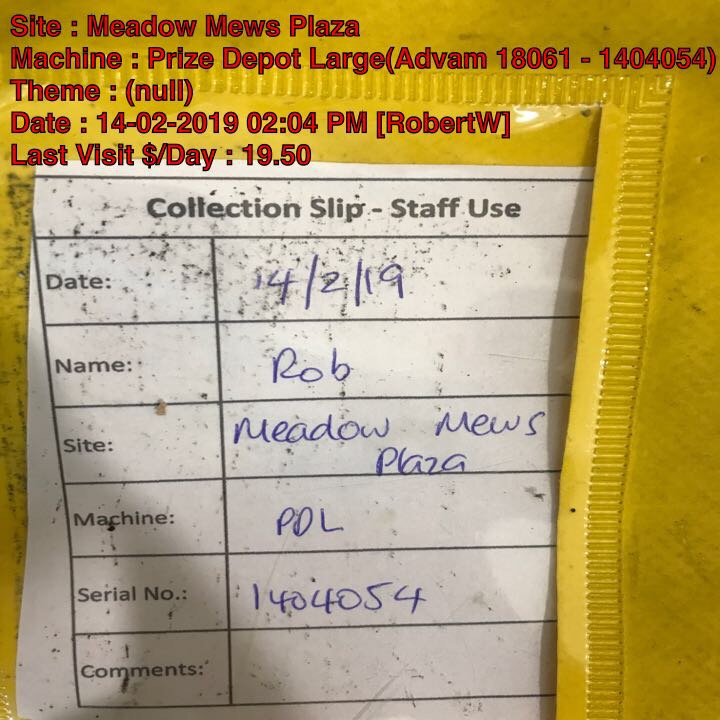 Site : Meadow Mews Plaza
Machine : Prize Depot Large(Advam 18061 - 1404054)
Theme : (null)
Date : 14-02-2019 02:04 PM [RobertW]
Last Visit $/Day : 19.50
Collection Slip - Staff Use
Date: 14/2/19
Name: Rob
Site: Meadow Mews
Plaza
Machine: PDL
Serial No.: 1404054
Comments: